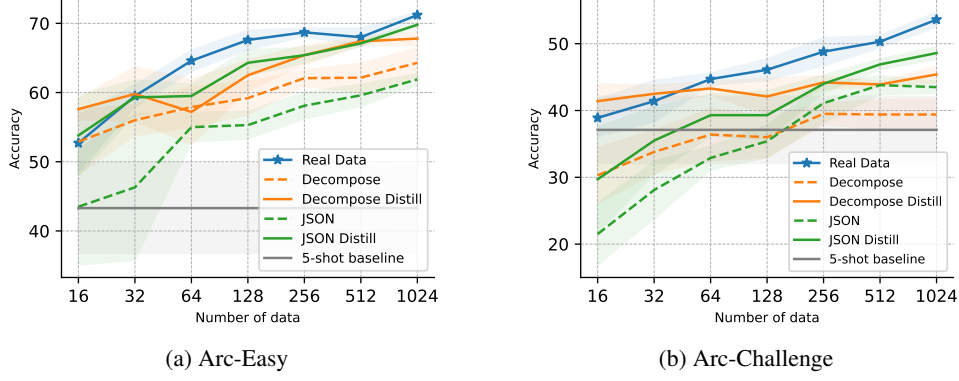 70
60
50
40
Accuracy
16 32 64 128 256 512 1024
Number of data
Real Data
Decompose
Decompose Distill
JSON
JSON Distill
5-shot baseline
(a) Arc-Easy
50
40
30
20
Accuracy
16 32 64 128 256 512 1024
Number of data
Real Data
Decompose
Decompose Distill
JSON
JSON Distill
5-shot baseline
(b) Arc-Challenge